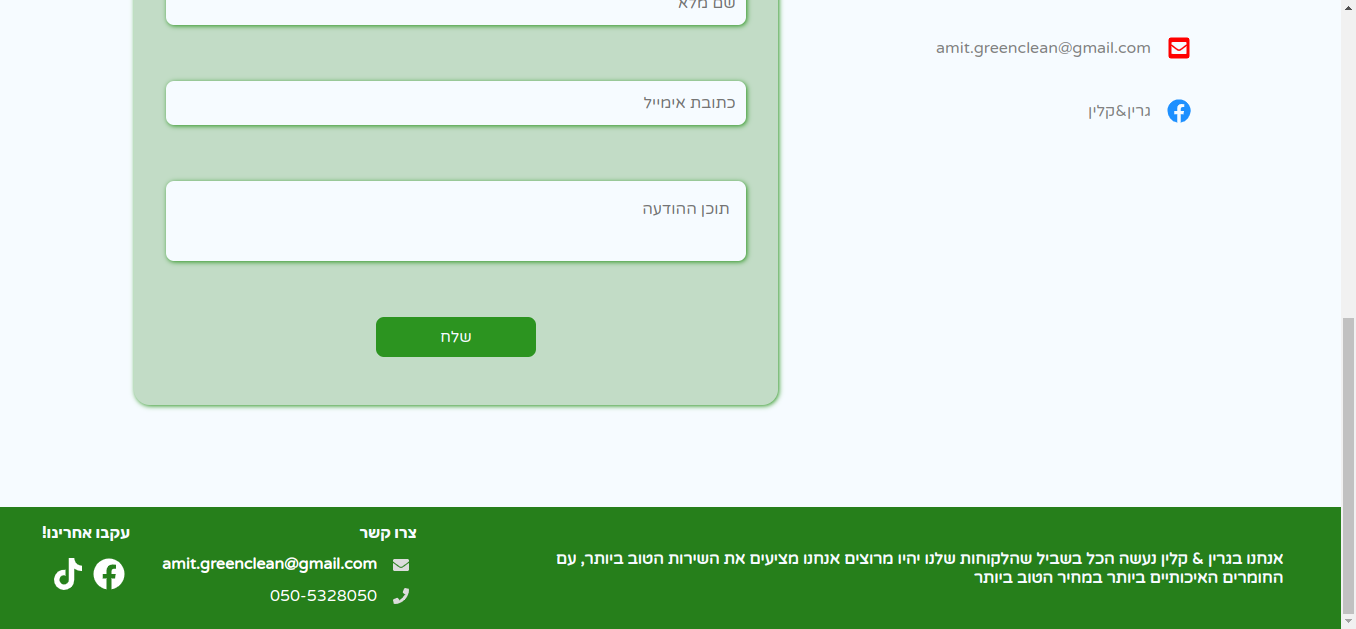 שם מלא
amit.greenclean@gmail.com
כתובת אימייל
גרין&קלין
תוכן ההודעה
שלח
אנחנו בגרין & קלין נעשה הכל בשביל שהלקוחות שלנו יהיו מרוצים אנחנו מציעים את השירות הטוב ביותר, עם
החומרים האיכותיים ביותר במחיר הטוב ביותר
צרו קשר
amit.greenclean@gmail.com
050-5328050
עקבו אחרינו!